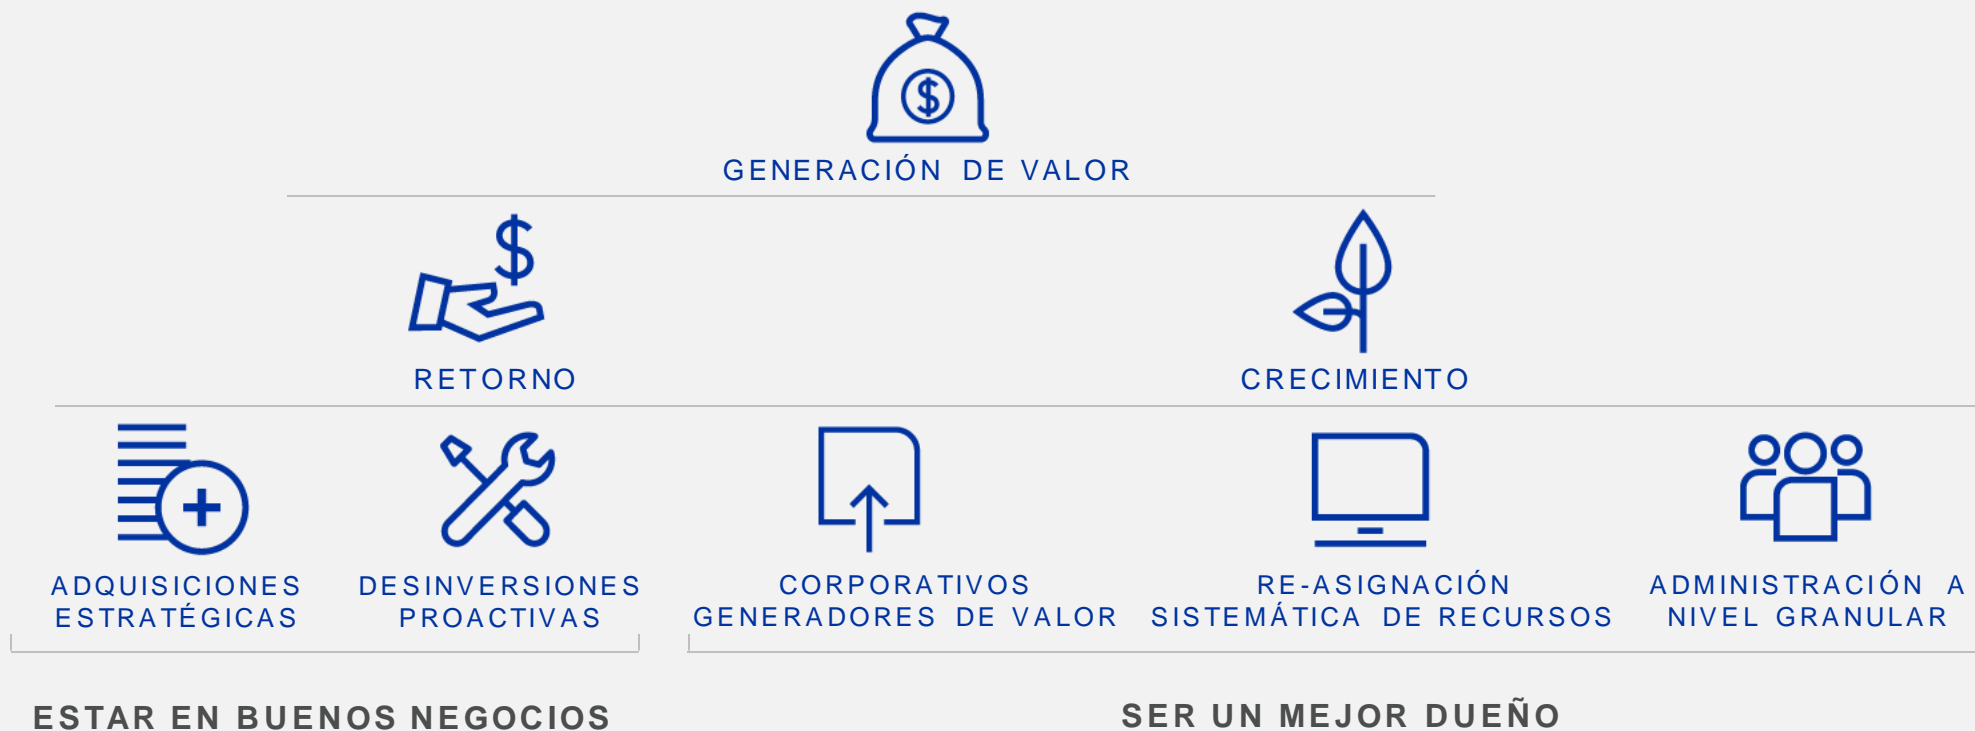 $
GENERACIÓN DE VALOR
$
RETORNO
CRECIMIENTO
ADQUISICIONES
ESTRATÉGICAS
DESINVERSIONES
PROACTIVAS
CORPORATIVOS
GENERADORES DE VALOR
RE-ASIGNACIÓN
SISTEMÁTICA DE RECURSOS
ADMINISTRACIÓN A
NIVEL GRANULAR
ESTAR EN BUENOS NEGOCIOS
SER UN MEJOR DUEÑO